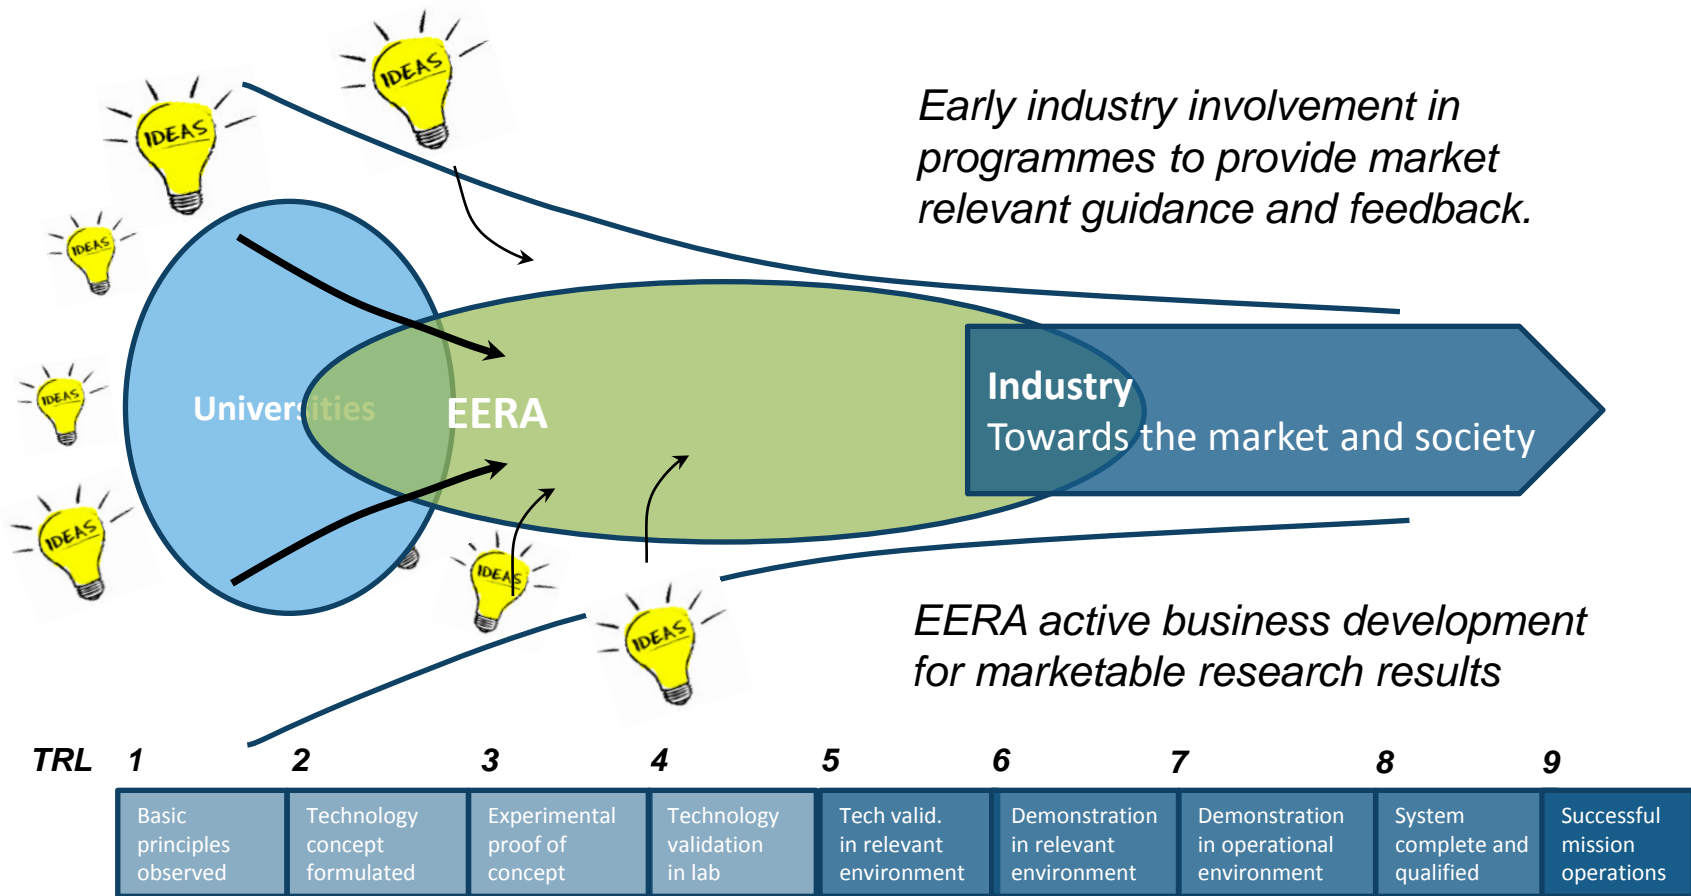 IDEAS
IDEAS
IDEAS
IDEAS
IDEAS
IDEAS
IDEAS
Early industry involvement in
programmes to provide market
relevant guidance and feedback.
Universities
EERA
Industry
Towards the market and society
EERA active business development
for marketable research results
TRL 1 2 3 4 5 6 7 8 9
Basic
principles
observed
Technology
concept
formulated
Experimental
proof of
concept
Technology
validation
in lab
Tech valid.
in relevant
environment
Demonstration
in relevant
environment
Demonstration
in operational
environment
System
complete and
qualified
Successful
mission
operations